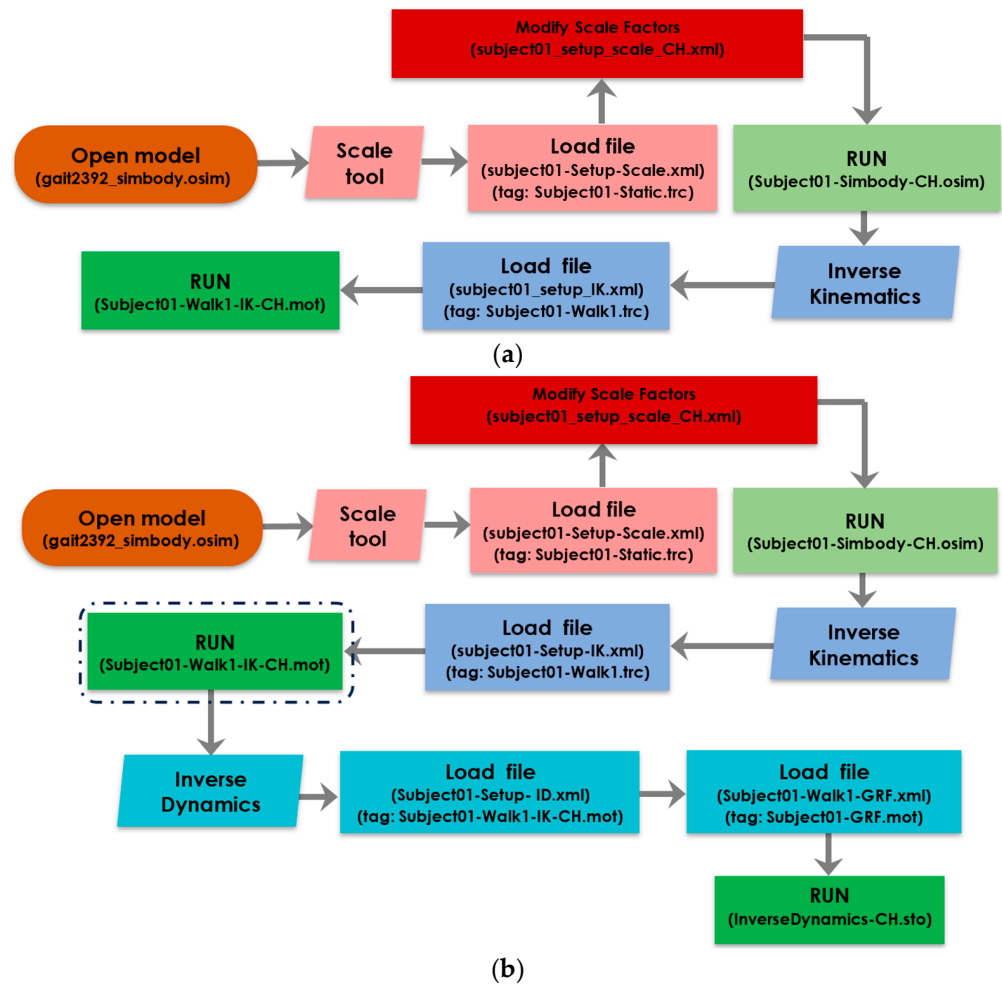 Modify Scale Factors
(subject01_setup_scale_CH.xml)
Open model
(gait2392_simbody.osim)
Scale
tool
Load file
(subject01-Setup-Scale.xml)
(tag: Subject01-Static.trc)
RUN
(Subject01-Simbody-CH.osim)
RUN
(Subject01-Walk1-IK-CH.mot)
Load file
(subject01_setup_IK.xml)
(tag: Subject01-Walk1.trc)
Inverse
Kinematics
(a)
Modify Scale Factors
(subject01_setup_scale_CH.xml)
Open model
(gait2392_simbody.osim)
Scale
tool
Load file
(subject01-Setup-Scale.xml)
(tag: Subject01-Static.trc)
RUN
(Subject01-Simbody-CH.osim)
RUN
(Subject01-Walk1-IK-CH.mot)
Load file
(subject01-Setup-IK.xml)
(tag: Subject01-Walk1.trc)
Inverse
Kinematics
Inverse
Dynamics
Load file
(Subject01-Setup- ID.xml)
(tag: Subject01-Walk1-IK-CH.mot)
Load file
(Subject01-Walk1-GRF.xml)
(tag: Subject01-GRF.mot)
RUN
(InverseDynamics-CH.sto)
(b)